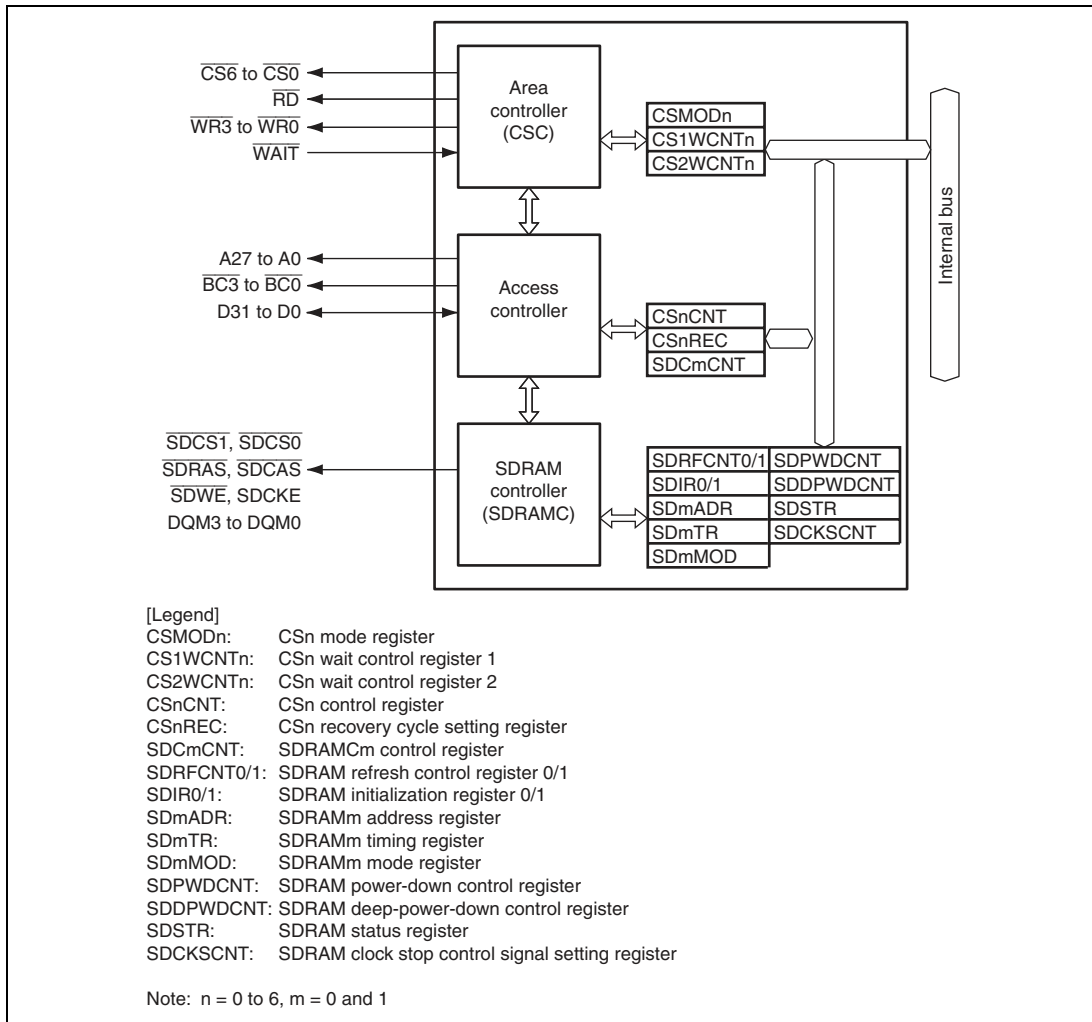 CS6 to CS0
RD
WR3 to WR0
WAIT
Area
controller
(CSC)
CSMODn
CS1WCNTn
CS2WCNTn
Internal bus
A27 to A0
BC3 to BC0
D31 to D0
Access
controller
CSnCNT
CSnREC
SDCmCNT
SDCS1, SDCS0
SDRAS, SDCAS
SDWE, SDCKE
DQM3 to DQM0
SDRAM
controller
(SDRAMC)
SDRFCNT0/1 SDPWDCNT
SDIR0/1 SDDPWDCNT
SDmADR SDSTR
SDmTR SDCKSCNT
SDmMOD
[Legend]
CSMODn: CSn mode register
CS1WCNTn: CSn wait control register 1
CS2WCNTn: CSn wait control register 2
CSnCNT: CSn control register
CSnREC: CSn recovery cycle setting register
SDCmCNT: SDRAMCm control register
SDRFCNT0/1: SDRAM refresh control register 0/1
SDIR0/1: SDRAM initialization register 0/1
SDmADR: SDRAMm address register
SDmTR: SDRAMm timing register
SDmMOD: SDRAMm mode register
SDPWDCNT: SDRAM power-down control register
SDDPWDCNT: SDRAM deep-power-down control register
SDSTR: SDRAM status register
SDCKSCNT: SDRAM clock stop control signal setting register
Note: n = 0 to 6, m = 0 and 1